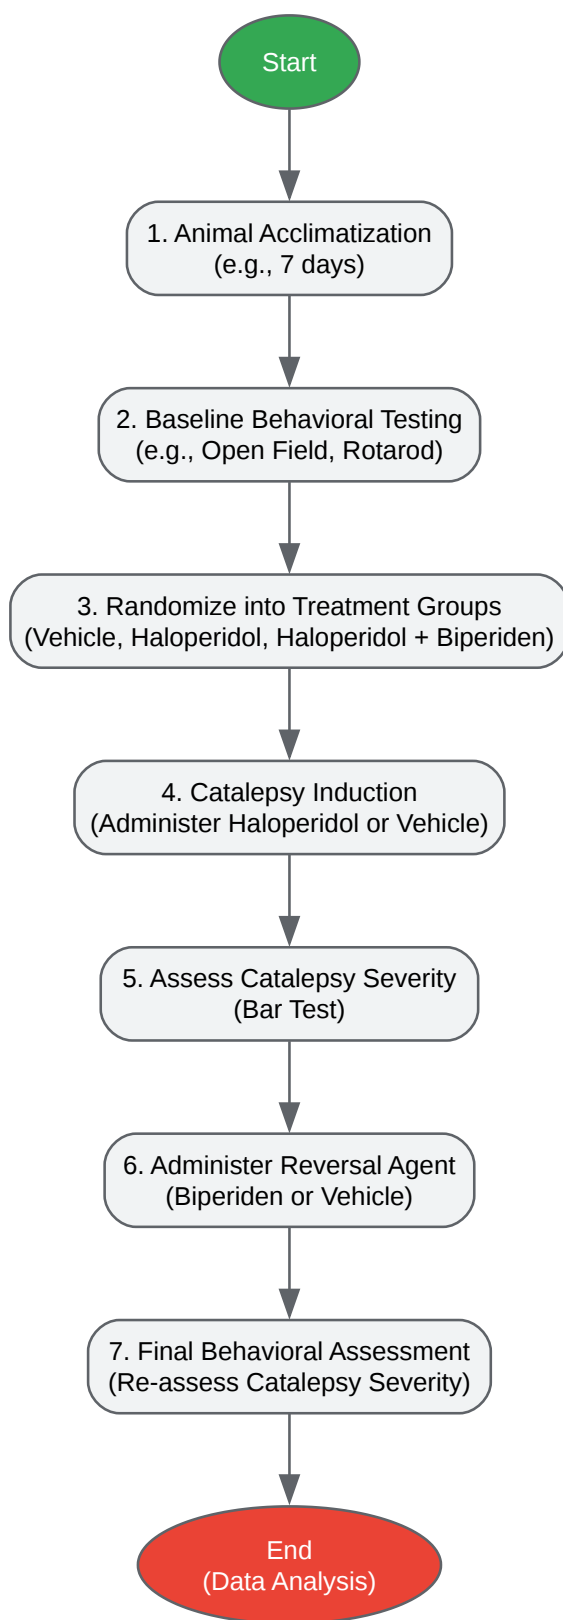 Start
1. Animal Acclimatization
(e.g., 7 days)
2. Baseline Behavioral Testing
(e.g., Open Field, Rotarod)
3. Randomize into Treatment Groups
(Vehicle, Haloperidol, Haloperidol + Biperiden)
4. Catalepsy Induction
(Administer Haloperidol or Vehicle)
5. Assess Catalepsy Severity
(Bar Test)
6. Administer Reversal Agent
(Biperiden or Vehicle)
7. Final Behavioral Assessment
(Re-assess Catalepsy Severity)
End
(Data Analysis)